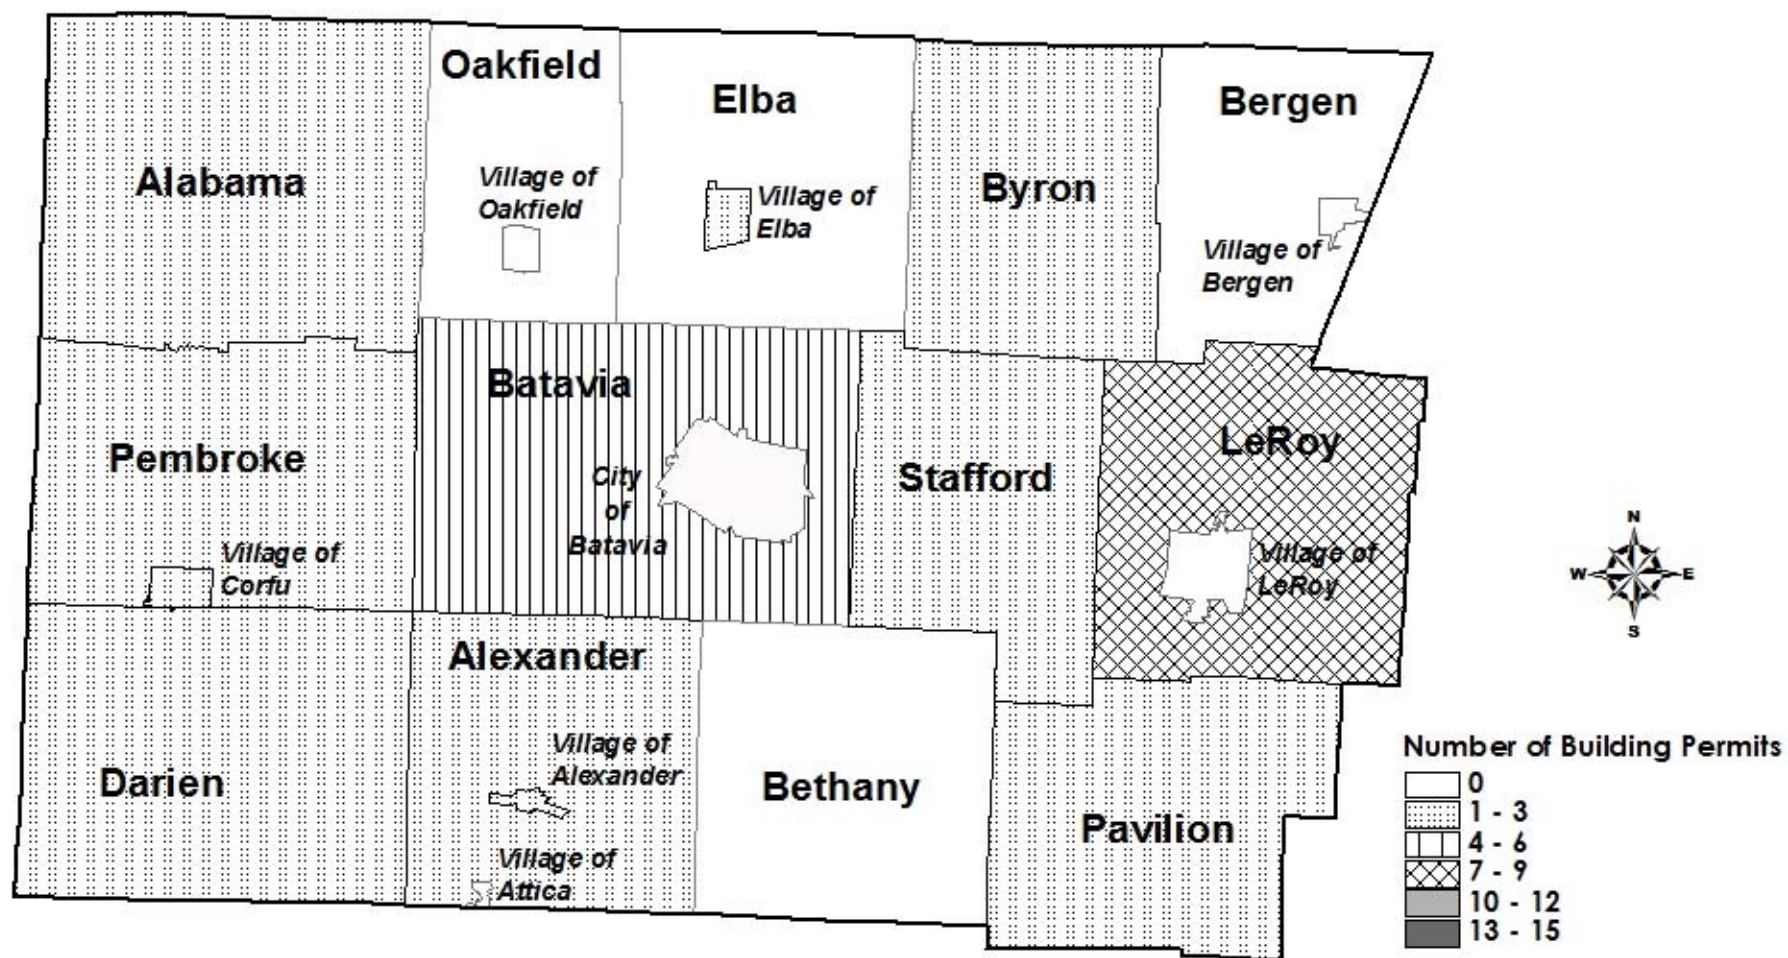 Oakfield
Elba
Bergen
Alabama
Village of
Oakfield
Village of
Elba
Byron
Village of
Bergen
Batavia
Pembroke
City
of
Batavia
Stafford
LeRoy
Village of
Corfu
Village of
LeRoy
N
W E
S
Alexander
Village of
Alexander
Darien
Bethany
Village of
Attica
Pavilion
Number of Building Permits
0
1 - 3
4 - 6
7 - 9
10 - 12
13 - 15